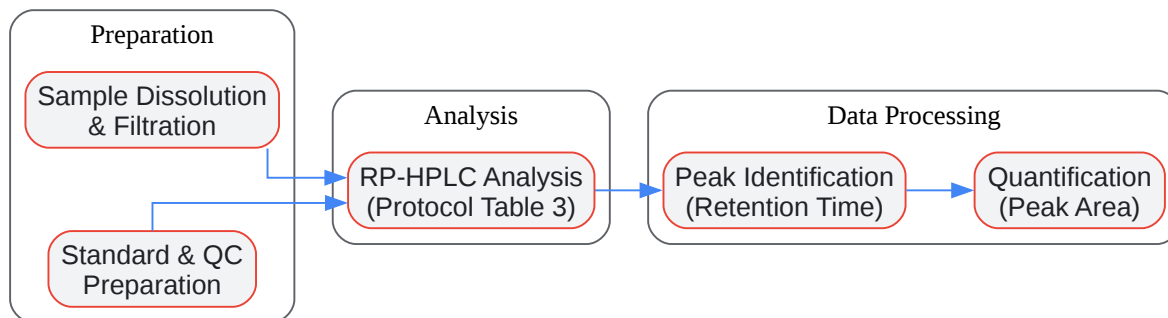 Preparation
Sample Dissolution
& Filtration
Standard & QC
Preparation
Analysis
RP-HPLC Analysis
(Protocol Table 3)
Data Processing
Peak Identification
(Retention Time)
Quantification
(Peak Area)